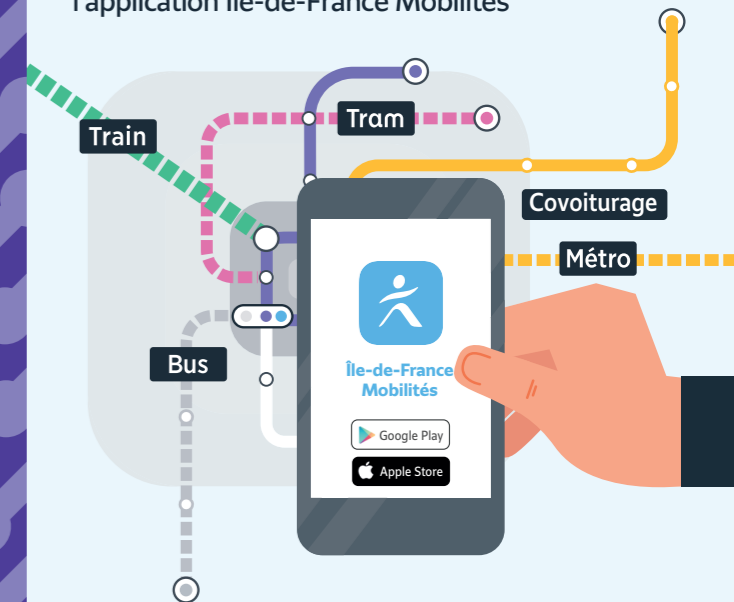 l'application Île-de-France Mobilités
Tram
Train
Covoiturage
Métro
Bus
Île-de-France
Mobilités
Google Play
Apple Store